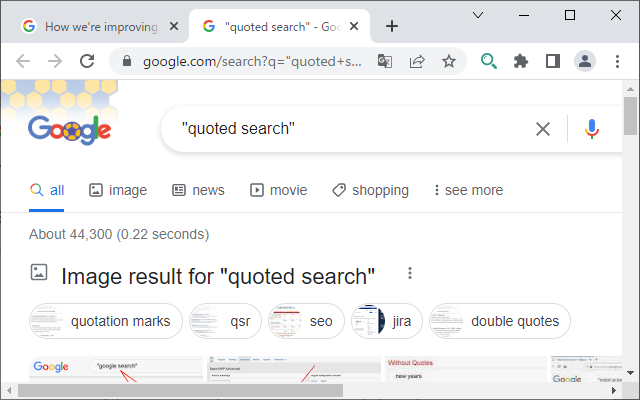 How we're improving
"quoted search" - Goo
google.com/search?q="quoted+s...
Google
"quoted search"
all
image
news
movie
shopping
see more
About 44,300 (0.22 seconds)
Image result for "quoted search"
quotation marks
qsr
seo
jira
double quotes
Google
"google search"
Without Quotes
new years